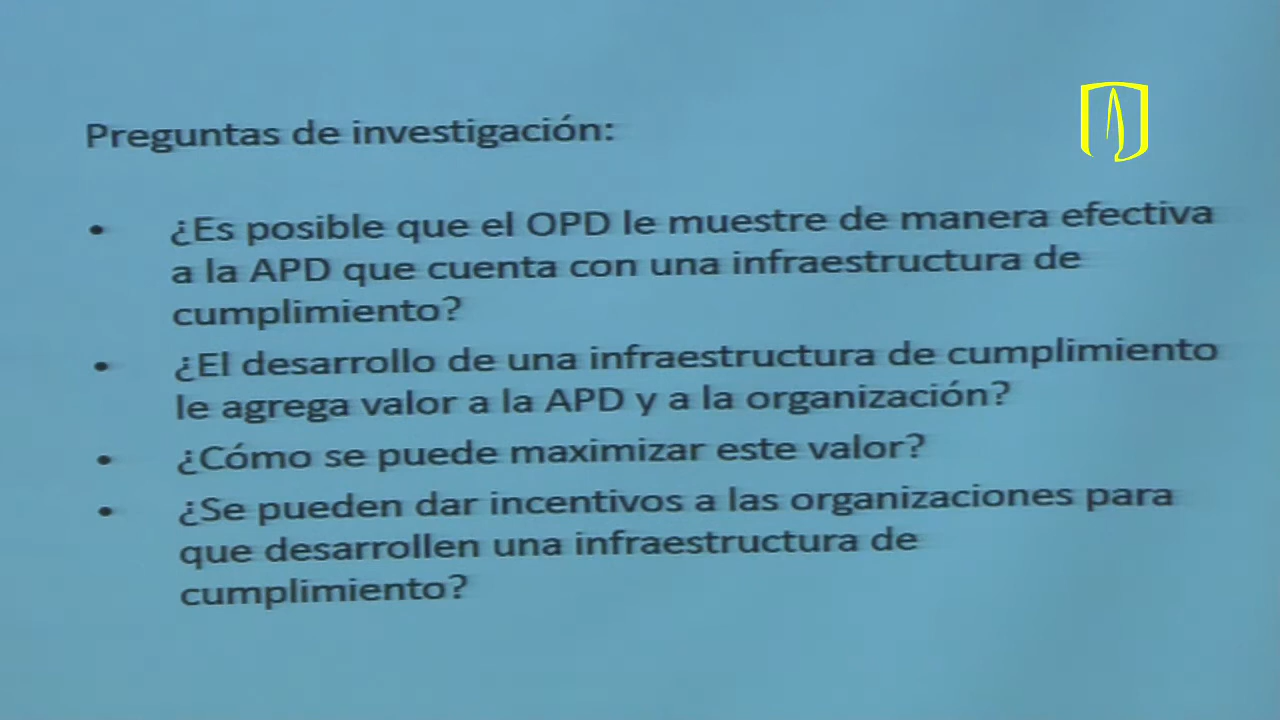 Preguntas de investigación:
• ¿Es posible que el OPD le muestre de manera efectiva
a la APD que cuenta con una infraestructura de
cumplimiento?
• ¿El desarrollo de una infraestructura de cumplimiento
le agrega valor a la APD y a la organización?
• ¿Cómo se puede maximizar este valor?
• ¿Se pueden dar incentivos a las organizaciones para
que desarrollen una infraestructura de
cumplimiento?